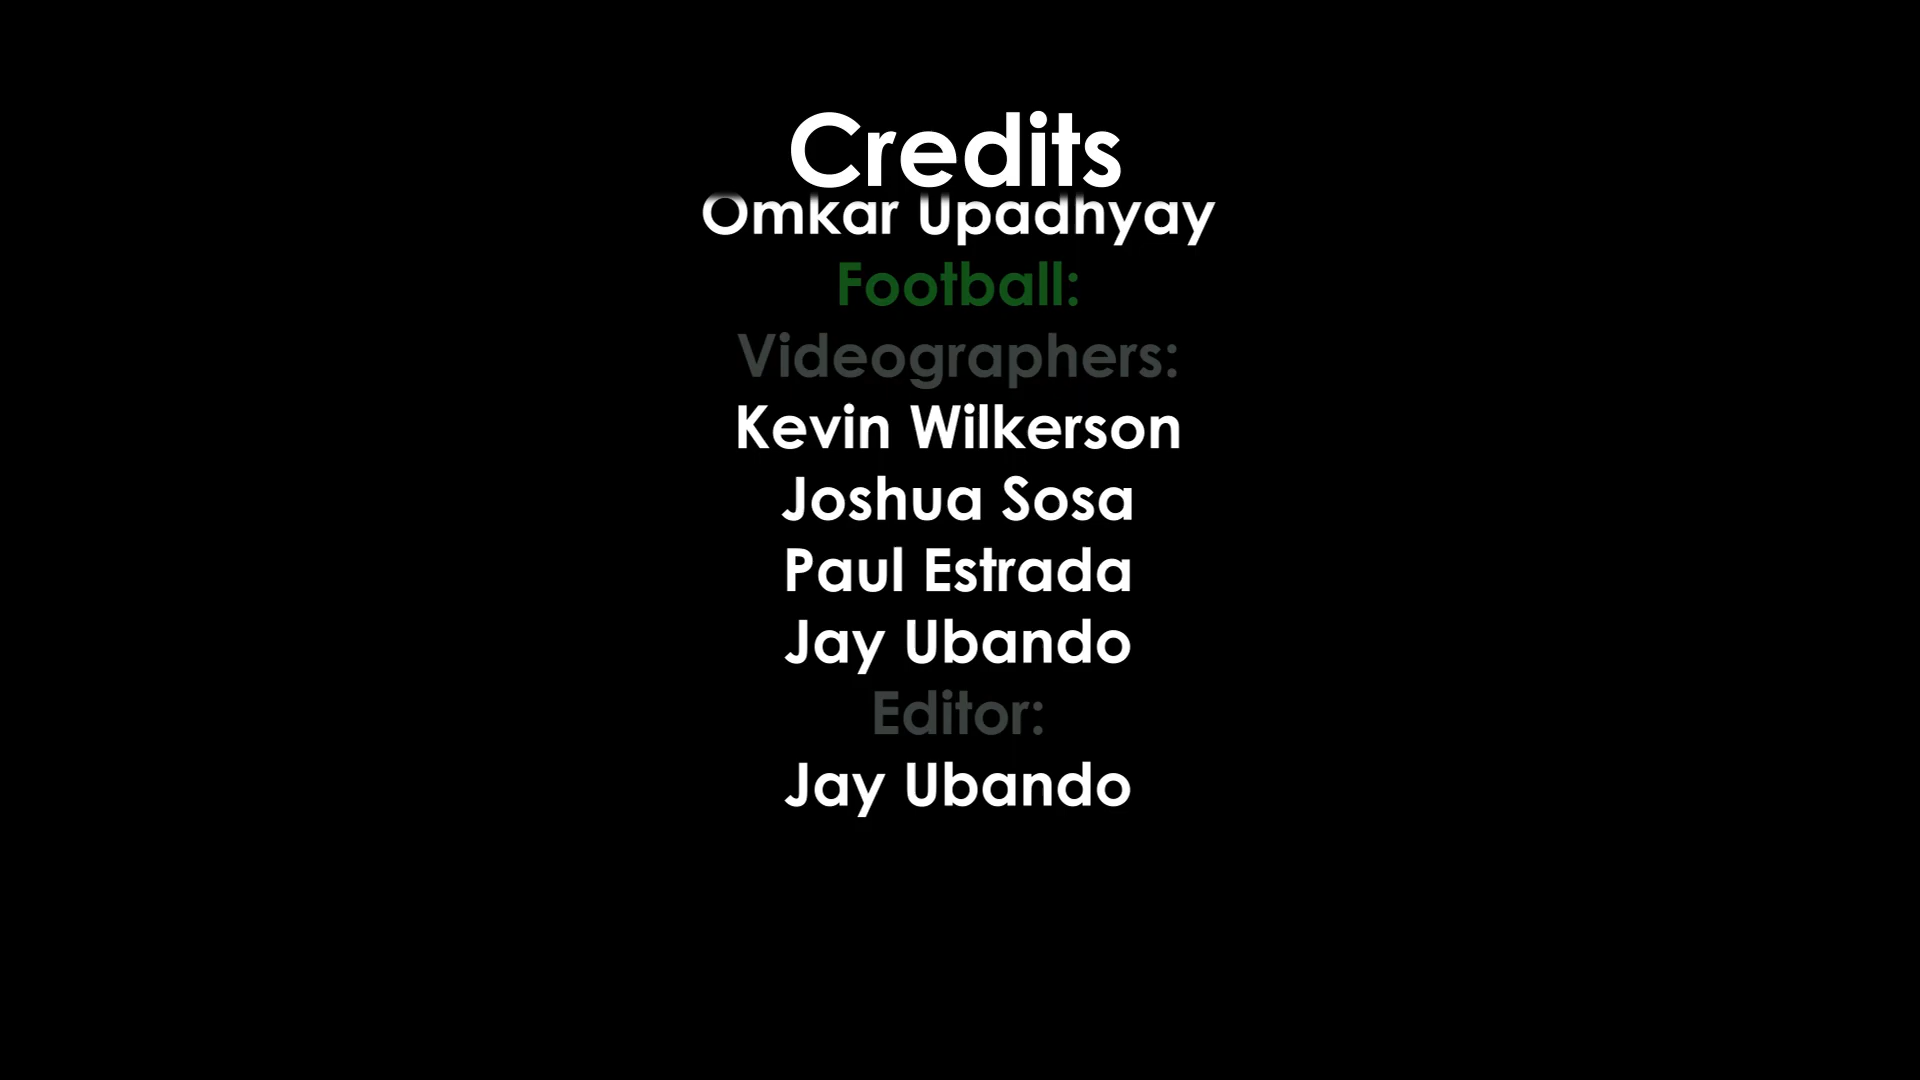 Credits
Omkar Upadhyay
Football:
Videographers:
Kevin Wilkerson
Joshua Sosa
Paul Estrada
Jay Ubando
Editor:
Jay Ubando